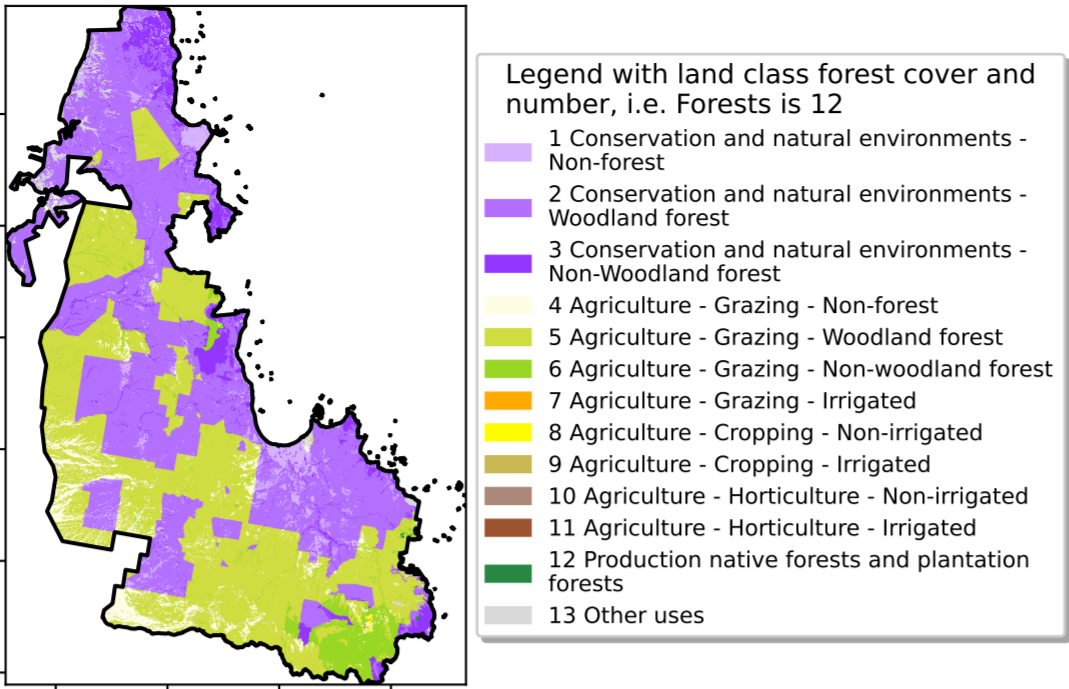 Legend with land class forest cover and
number, i.e. Forests is 12
1 Conservation and natural environments -
Non-forest
2 Conservation and natural environments -
Woodland forest
3 Conservation and natural environments -
Non-Woodland forest
4 Agriculture - Grazing - Non-forest
5 Agriculture - Grazing - Woodland forest
6 Agriculture - Grazing - Non-woodland forest
7 Agriculture - Grazing - Irrigated
8 Agriculture - Cropping - Non-irrigated
9 Agriculture - Cropping - Irrigated
10 Agriculture - Horticulture - Non-irrigated
11 Agriculture - Horticulture - Irrigated
12 Production native forests and plantation
forests
13 Other uses